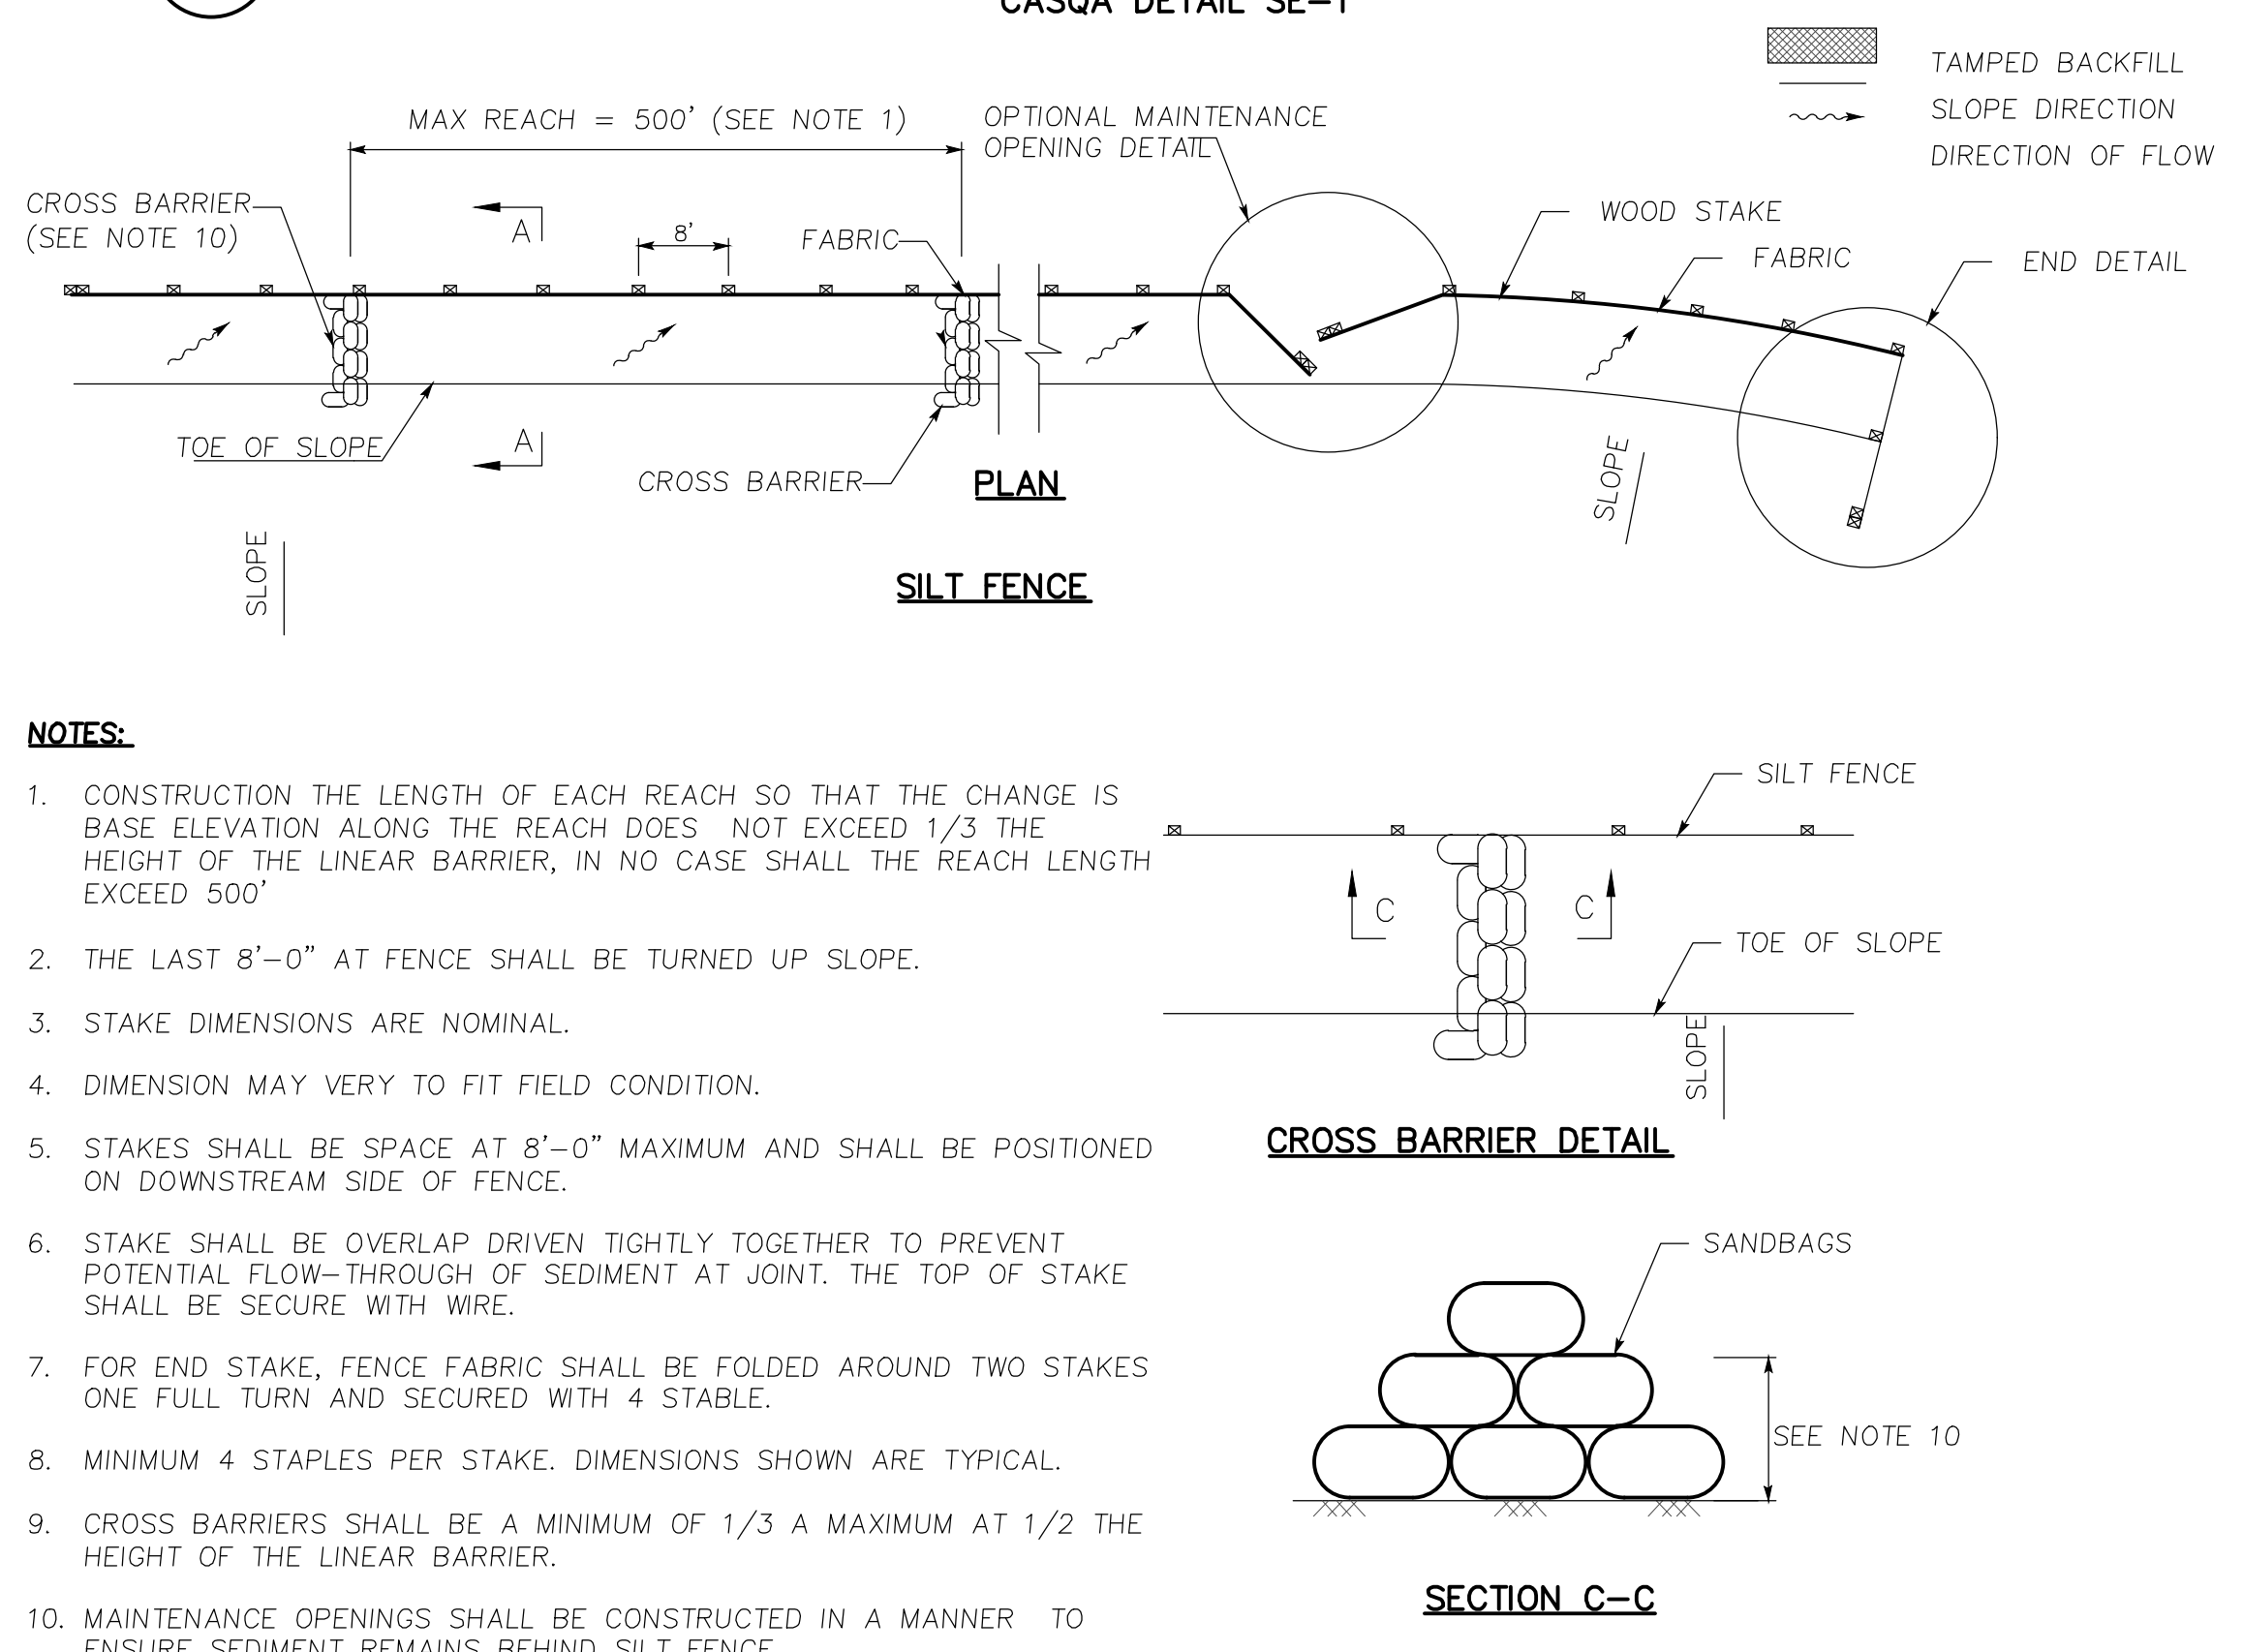 CASQA DETAIL SE-1
TAMPED BACKFILL
SLOPE DIRECTION
DIRECTION OF FLOW
MAX REACH = 500' (SEE NOTE 1)
OPTIONAL MAINTENANCE
OPENING DETAIL
CROSS BARRIER
(SEE NOTE 10)
A
8'
FABRIC
WOOD STAKE
FABRIC
END DETAIL
TOE OF SLOPE
A
CROSS BARRIER
PLAN
SLOPE
SLOPE
SILT FENCE
NOTES:
1. CONSTRUCTION THE LENGTH OF EACH REACH SO THAT THE CHANGE IS
BASE ELEVATION ALONG THE REACH DOES NOT EXCEED 1/3 THE
HEIGHT OF THE LINEAR BARRIER, IN NO CASE SHALL THE REACH LENGTH
EXCEED 500'
2. THE LAST 8'-0" AT FENCE SHALL BE TURNED UP SLOPE.
3. STAKE DIMENSIONS ARE NOMINAL.
4. DIMENSION MAY VERY TO FIT FIELD CONDITION.
5. STAKES SHALL BE SPACE AT 8'-0" MAXIMUM AND SHALL BE POSITIONED
ON DOWNSTREAM SIDE OF FENCE.
6. STAKE SHALL BE OVERLAP DRIVEN TIGHTLY TOGETHER TO PREVENT
POTENTIAL FLOW-THROUGH OF SEDIMENT AT JOINT. THE TOP OF STAKE
SHALL BE SECURE WITH WIRE.
7. FOR END STAKE, FENCE FABRIC SHALL BE FOLDED AROUND TWO STAKES
ONE FULL TURN AND SECURED WITH 4 STABLE.
8. MINIMUM 4 STAPLES PER STAKE. DIMENSIONS SHOWN ARE TYPICAL.
9. CROSS BARRIERS SHALL BE A MINIMUM OF 1/3 A MAXIMUM AT 1/2 THE
HEIGHT OF THE LINEAR BARRIER.
10. MAINTENANCE OPENINGS SHALL BE CONSTRUCTED IN A MANNER TO
ENSURE SEDIMENT REMAINS BEHIND SILT FENCE
SILT FENCE
C
C
TOE OF SLOPE
SLOPE
CROSS BARRIER DETAIL
SANDBAGS
SEE NOTE 10
SECTION C-C